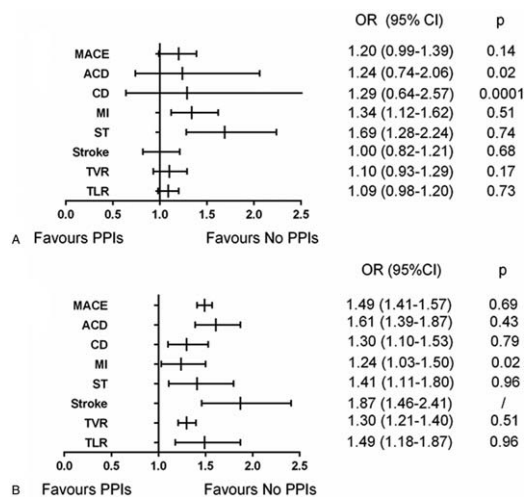 OR (95% CI) p
MACE 1.20 (0.99-1.39) 0.14
ACD 1.24 (0.74-2.06) 0.02
CD 1.29 (0.64-2.57) 0.0001
MI 1.34 (1.12-1.62) 0.51
ST 1.69 (1.28-2.24) 0.74
Stroke 1.00 (0.82-1.21) 0.68
TVR 1.10 (0.93-1.29) 0.17
TLR 1.09 (0.98-1.20) 0.73
0.0 0.5 1.0 1.5 2.0 2.5
A Favours PPIs Favours No PPIs
OR (95%CI) p
MACE 1.49 (1.41-1.57) 0.69
ACD 1.61 (1.39-1.87) 0.43
CD 1.30 (1.10-1.53) 0.79
MI 1.24 (1.03-1.50) 0.02
ST 1.41 (1.11-1.80) 0.96
Stroke 1.87 (1.46-2.41) /
TVR 1.30 (1.21-1.40) 0.51
TLR 1.49 (1.18-1.87) 0.96
0.0 0.5 1.0 1.5 2.0 2.5
B Favours PPIs Favours No PPIs